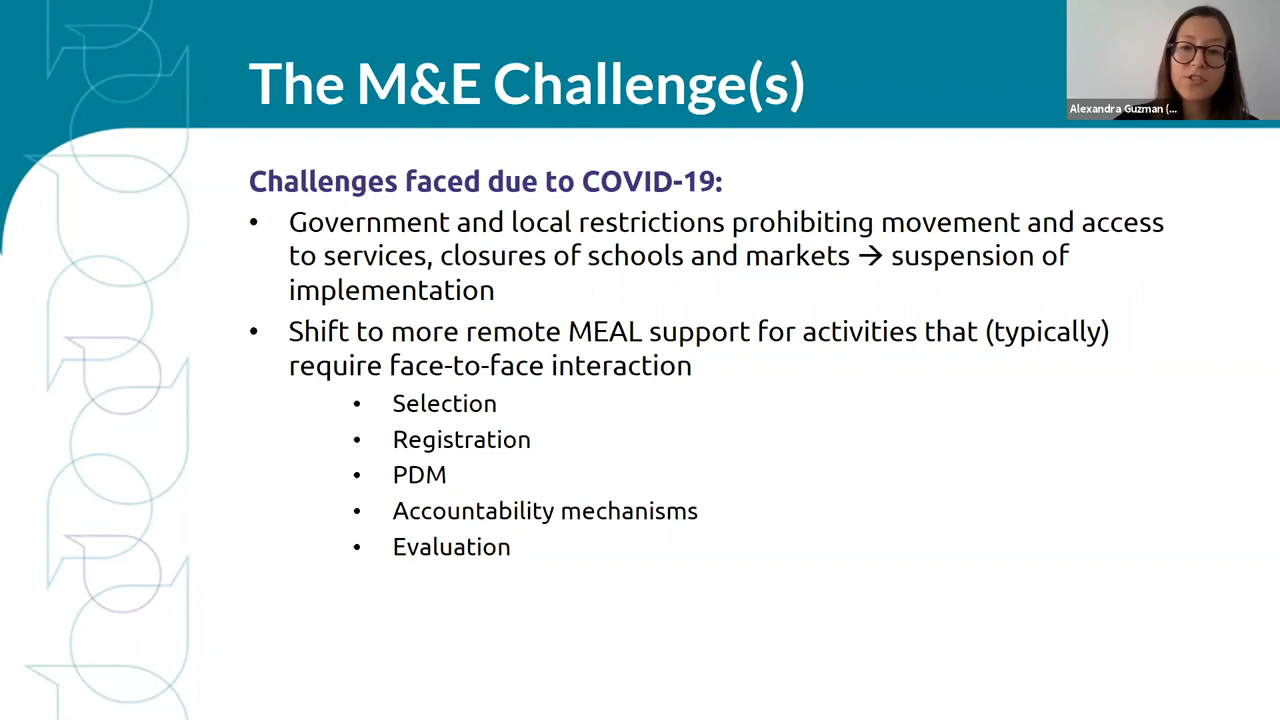 The M&E Challenge(s)
Alexandra Guzman (...
Challenges faced due to COVID-19:
• Government and local restrictions prohibiting movement and access
to services, closures of schools and markets → suspension of
implementation
• Shift to more remote MEAL support for activities that (typically)
require face-to-face interaction
• Selection
• Registration
• PDM
• Accountability mechanisms
• Evaluation